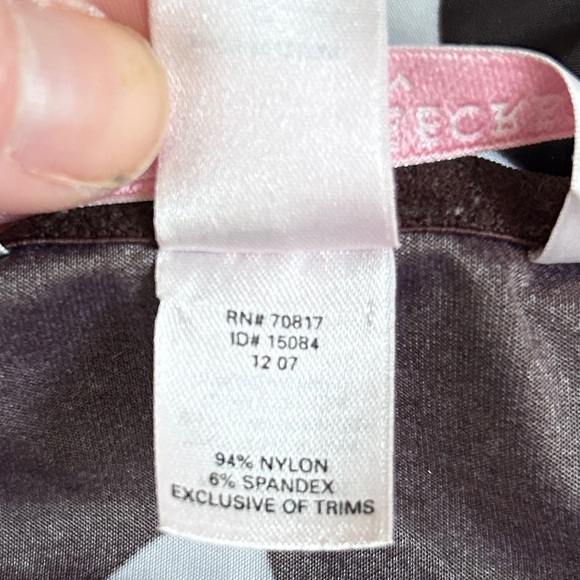 RN# 70817
ID# 15084
12 07
94% NYLON
6% SPANDEX
EXCLUSIVE OF TRIMS